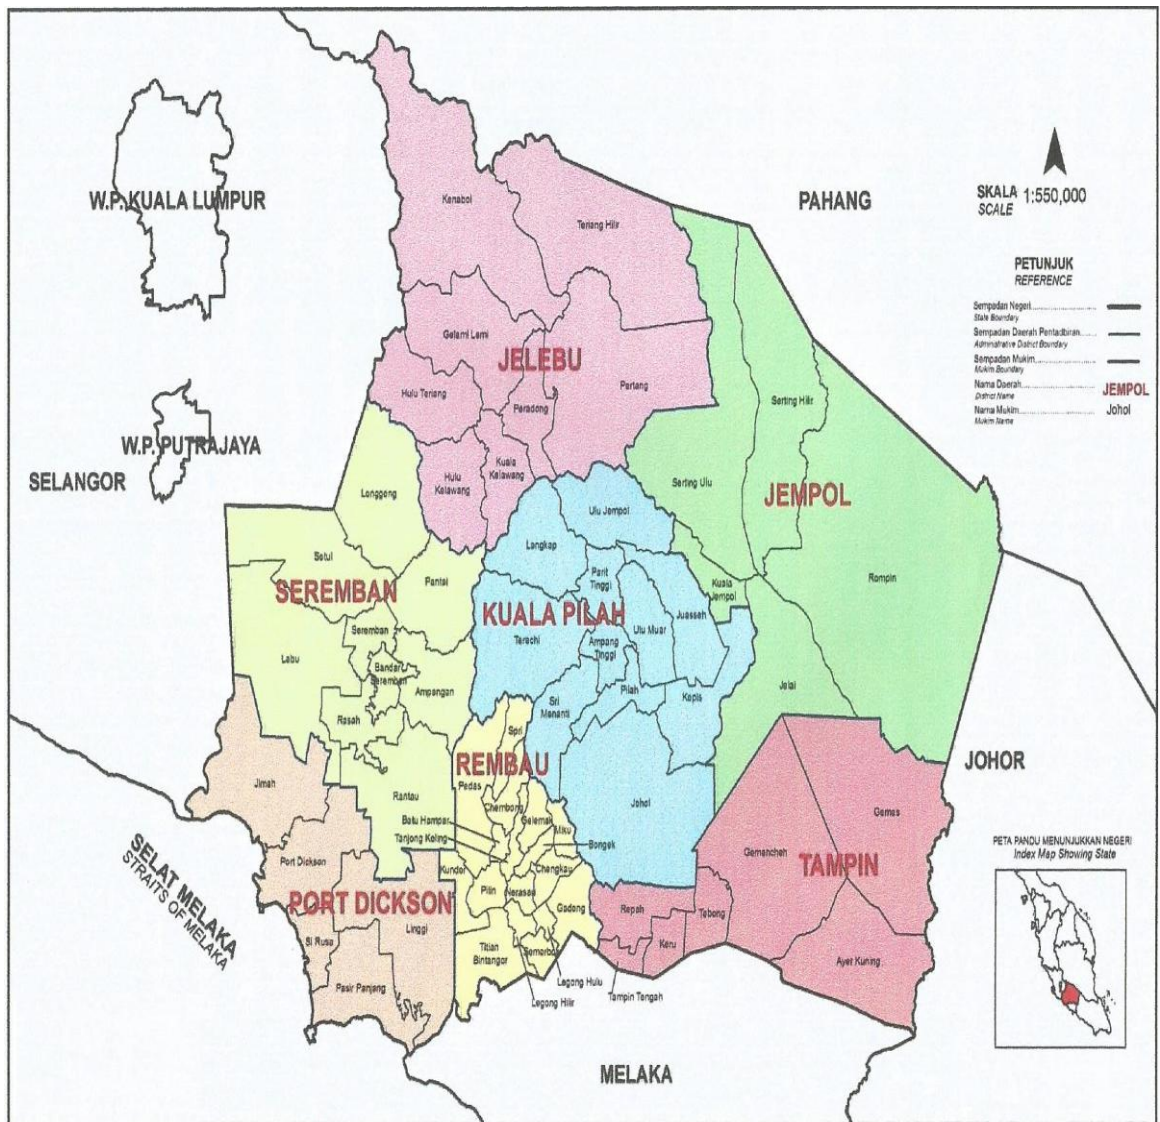 W.P. KUALA LUMPUR
W.P. PUTRAJAYA
SELANGOR
PAHANG
SKALA 1:550,000
SCALE
PETUNJUK
REFERENCE
Sempadan Negeri
State Boundary
Sempadan Daerah Pentadbiran
Administrative District Boundary
Sempadan Mukim
Mukim Boundary
Nama Daerah
JEMPOL
District Name
Nama Mukim
Johol
Mukim Name
Kenaboi
Teriang Hilir
Gelami Lemi
JELEBU
Hulu Teriang
Peradong
Pertang
Hulu
Kelawang
Kuala
Kelawang
Serting Hilir
Serting Ulu
JEMPOL
Rompin
Kuala
Jempol
Jelai
Lenggeng
Setul
Pantai
SEREMBAN
Seremban
Labu
Bandar
Seremban
Ampangan
Rasah
Rantau
Ulu Jempol
Langkap
Parit
Tinggi
KUALA PILAH
Terachi
Ampang
Tinggi
Ulu Muar
Juasseh
Pilah
Kepis
Sri
Menanti
Johol
Spri
REMBAU
Pedas
Chembong
Batu Hampar
Gelemak
Miku
Tanjong Keling
Bongek
Kundor
Chengkau
Pilin
Nerasau
Gadong
Titian
Bintangor
Semerbok
Legong Hulu
Legong Hilir
Jimah
Port Dickson
PORT DICKSON
Linggi
Si Rusa
Pasir Panjang
Gemas
Gemencheh
TAMPIN
Repah
Tebong
Keru
Ayer Kuning
Tampin Tengah
SELAT MELAKA
STRAITS OF MELAKA
MELAKA
JOHOR
PETA PANDU MENUNJUKKAN NEGERI
Index Map Showing State